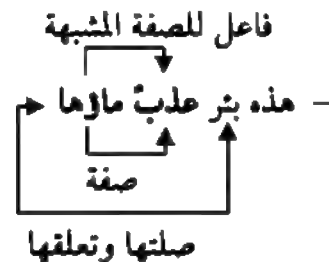 فاعل للصفة المشبهة
– هذه بئر عذبٌ ماؤها
صفة
صلتها وتعلقها